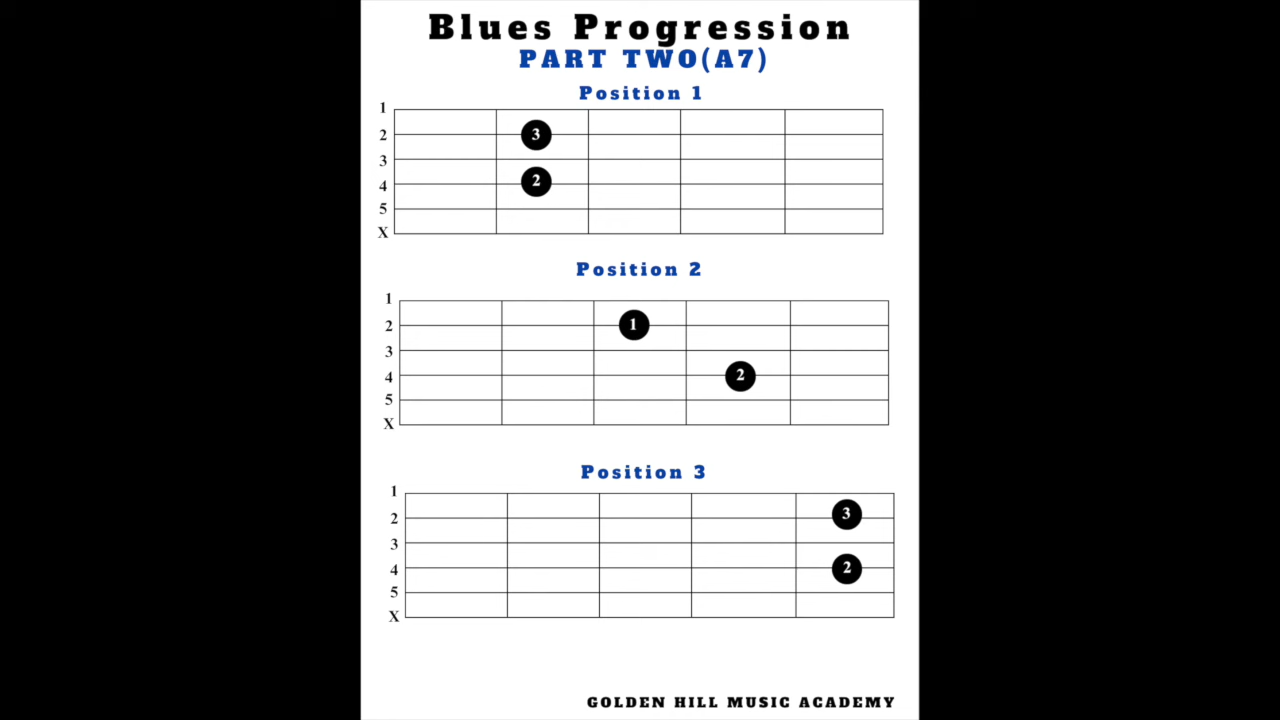 Blues Progression
PART TWO(A7)
Position 1
1
2 3
3
4 2
5
X
Position 2
1
2 1
3
4 2
5
X
Position 3
1
2 3
3
4 2
5
X
GOLDEN HILL MUSIC ACADEMY